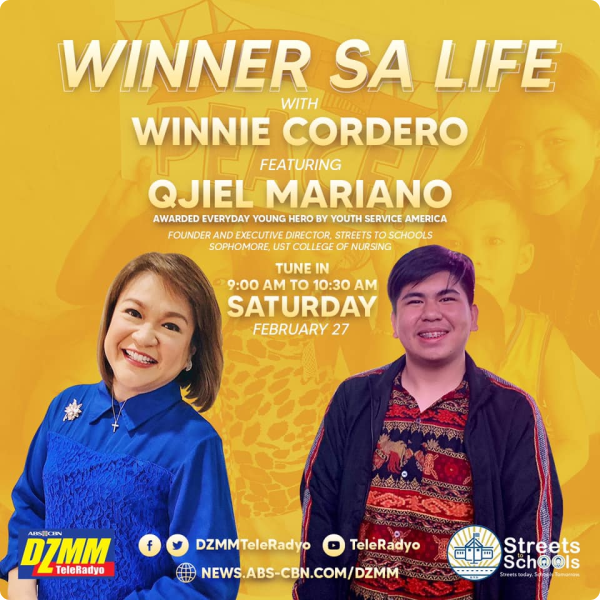 WINNER SA LIFE
WITH
WINNIE CORDERO
FEATURING
QJIEL MARIANO
AWARDED EVERYDAY YOUNG HERO BY YOUTH SERVICE AMERICA
FOUNDER AND EXECUTIVE DIRECTOR, STREETS TO SCHOOLS
SOPHOMORE, UST COLLEGE OF NURSING
TUNE IN
9:00 AM TO 10:30 AM
SATURDAY
FEBRUARY 27
PEACE!
ABS-CBN
DZMM
TeleRadyo
DZMMTeleRadyo
TeleRadyo
NEWS.ABS-CBN.COM/DZMM
Streets
to
Schools
Streets today, Schools Tomorrow